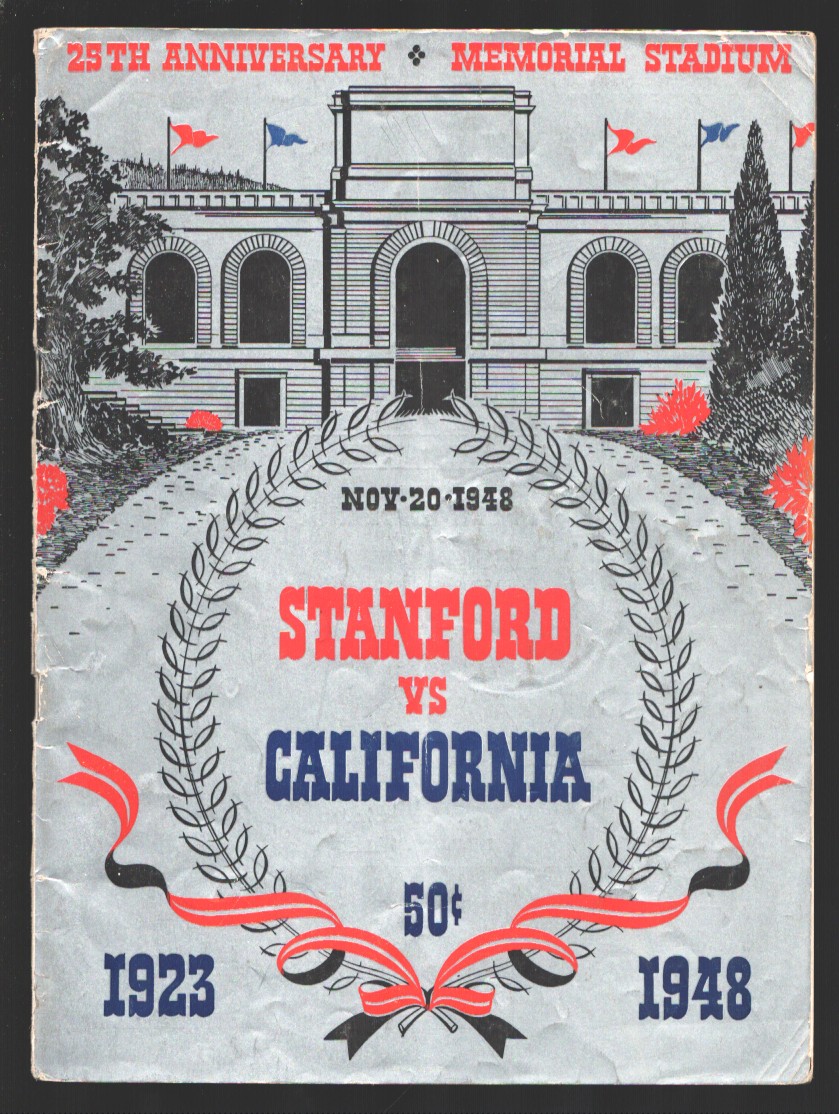 25TH ANNIVERSARY ❖ MEMORIAL STADIUM
NOV·20·1948
STANFORD
VS
CALIFORNIA
50¢
1923 1948